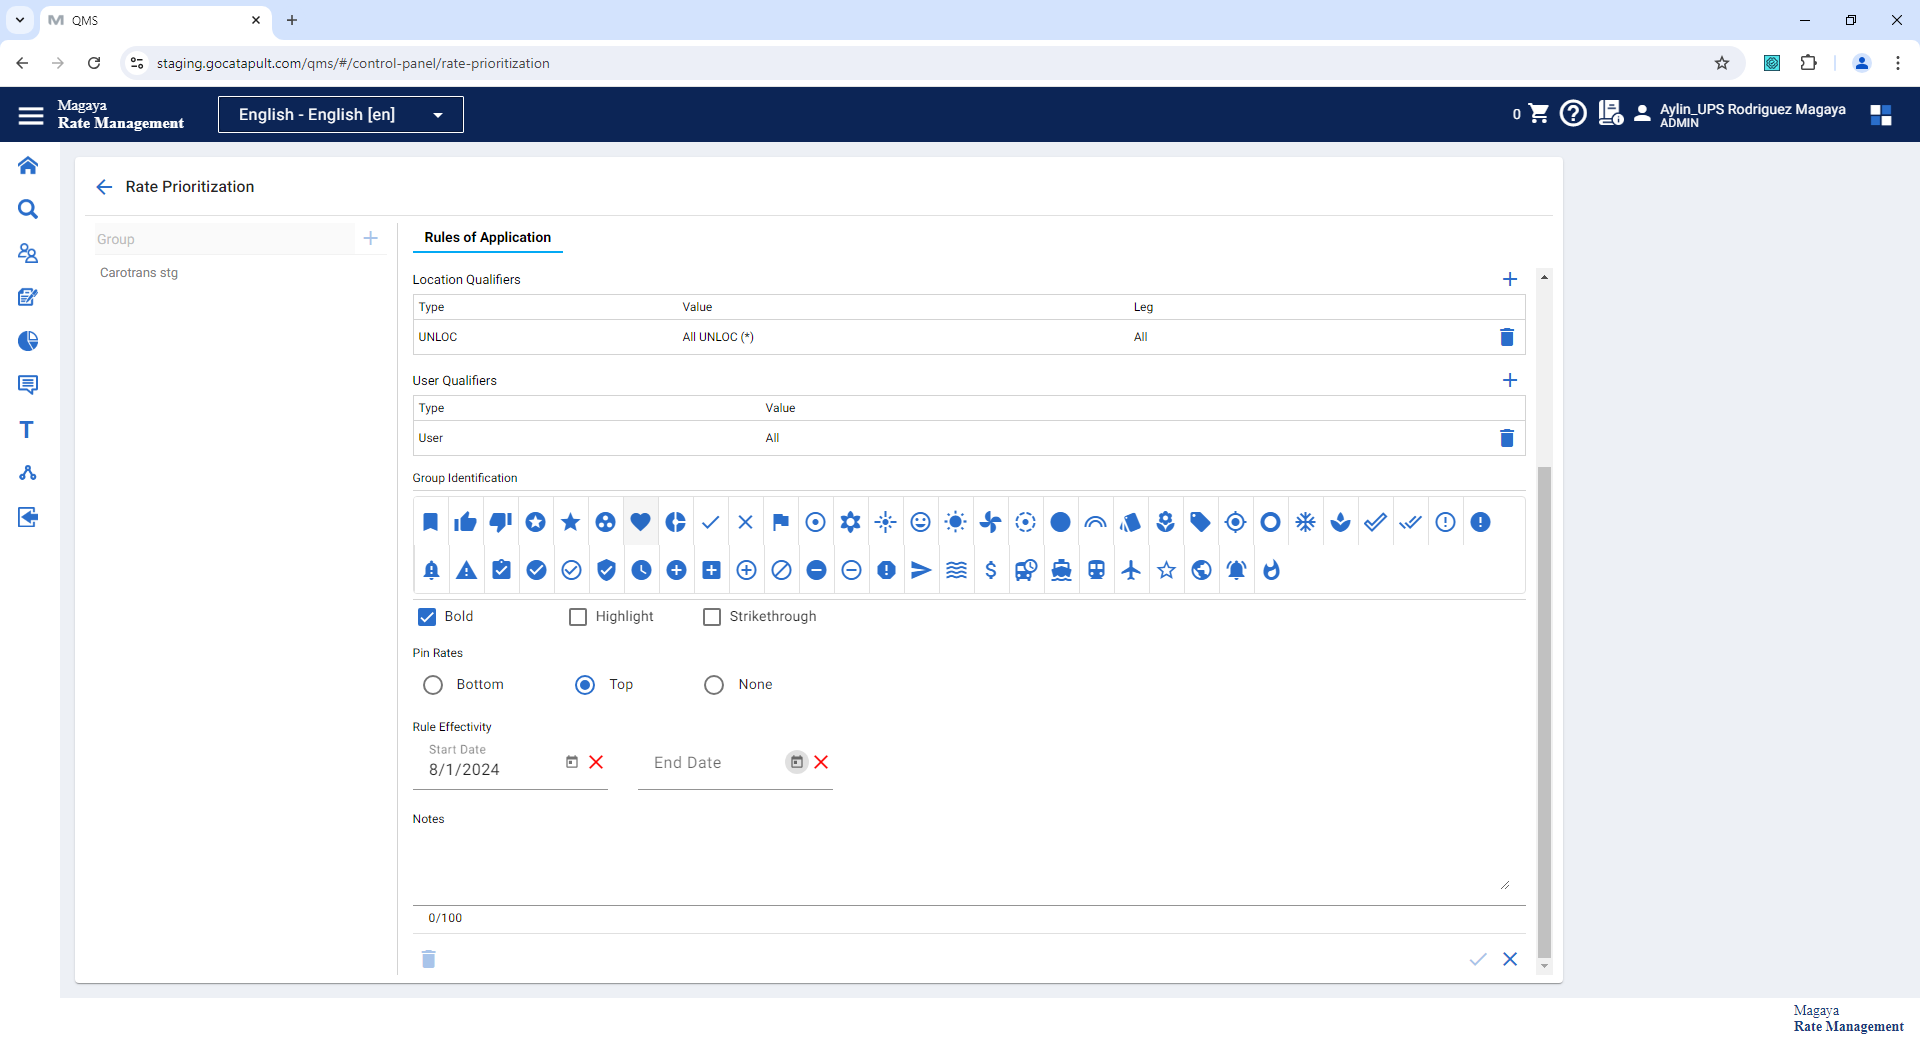 QMS
staging.gocatapult.com/qms/#/control-panel/rate-prioritization
Magaya
Rate Management
English - English [en]
0
Aylin_UPS Rodriguez Magaya
ADMIN
Rate Prioritization
Group
Carotrans stg
Rules of Application
Location Qualifiers
Type Value Leg
UNLOC All UNLOC (*) All
User Qualifiers
Type Value
User All
Group Identification
Bold Highlight Strikethrough
Pin Rates
Bottom Top None
Rule Effectivity
Start Date
8/1/2024
End Date
Notes
0/100
Magaya
Rate Management